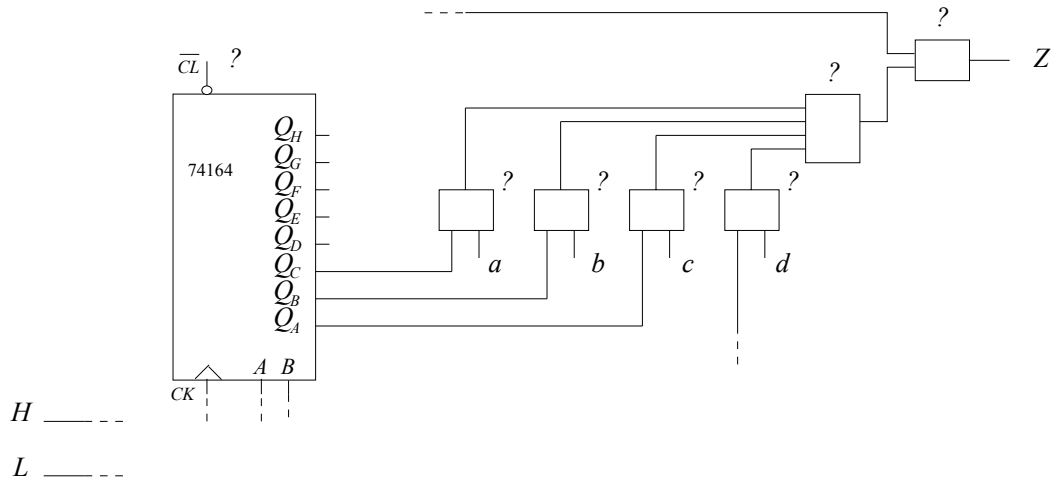 ?
Z
CL ?
?
Q_H
74164
Q_G
Q_F ? ? ? ?
Q_E
Q_D
Q_C a b c d
Q_B
Q_A
A B
CK
H
L